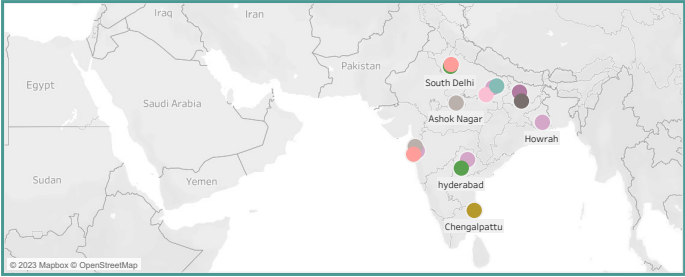 Iraq
Iran
Pakistan
Egypt
Saudi Arabia
South Delhi
Ashok Nagar
Howrah
Sudan
Yemen
hyderabad
Chengalpattu
© 2023 Mapbox © OpenStreetMap